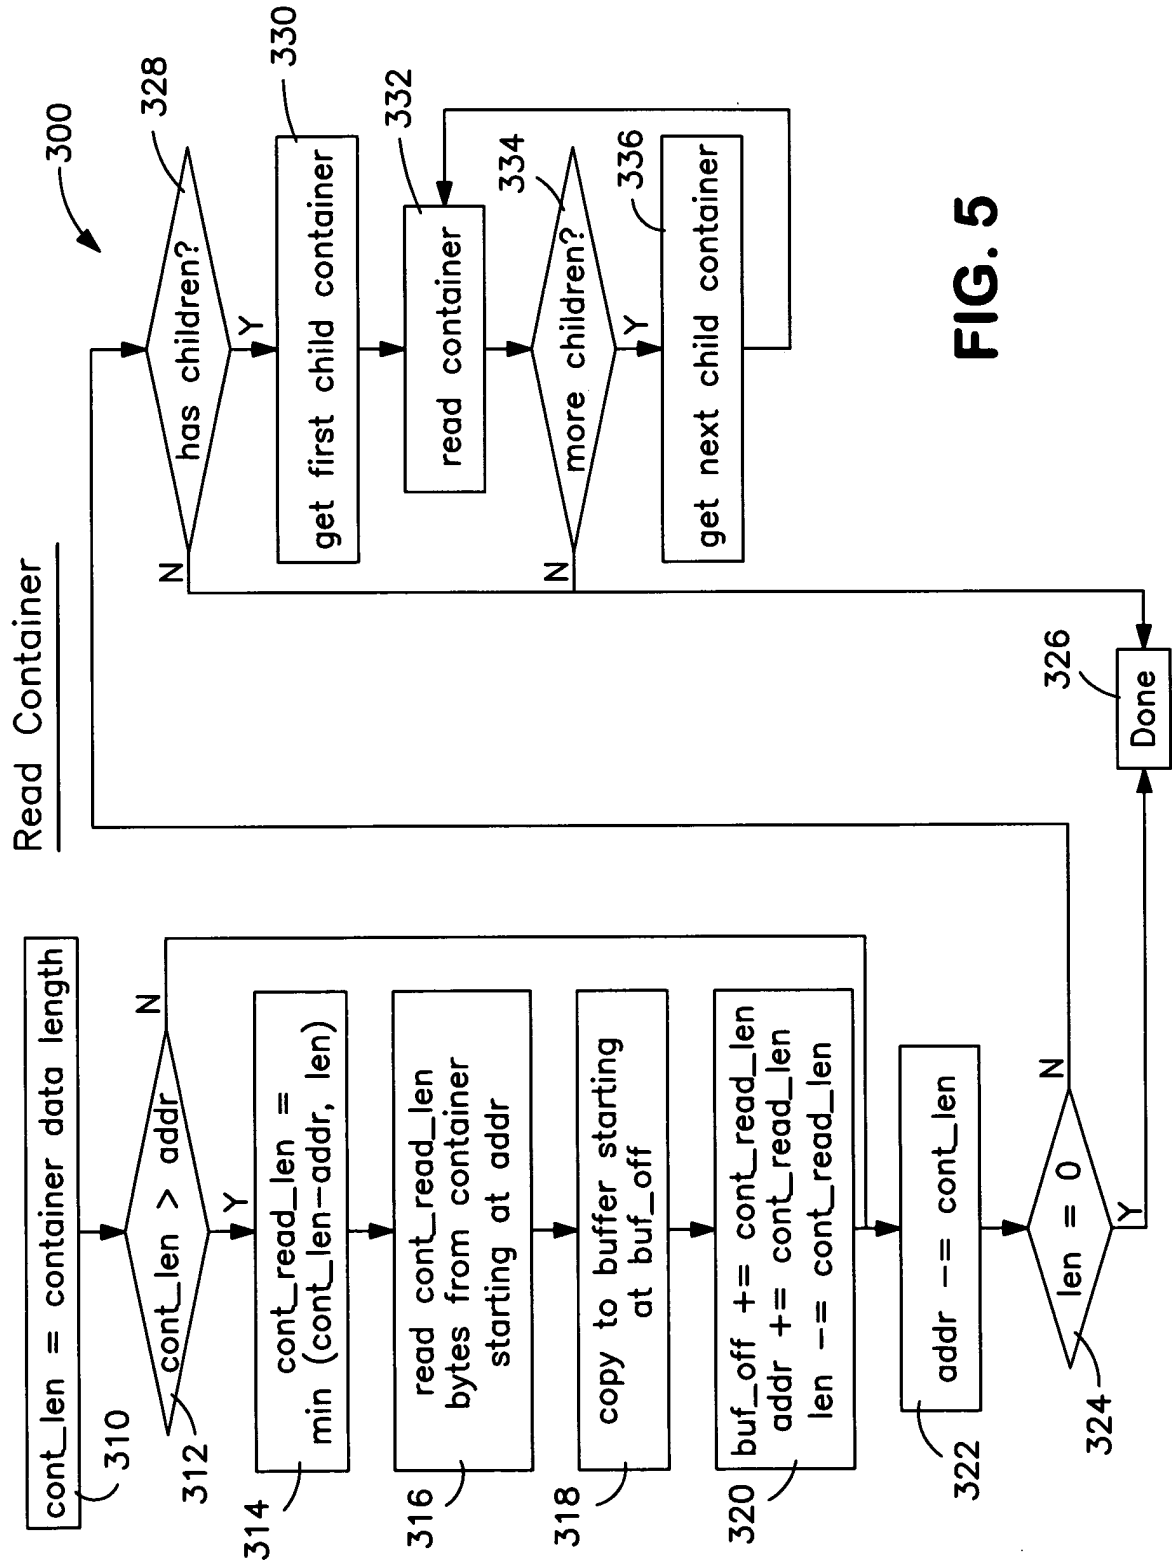 Read Container
300
cont_len = container data length
310
cont_len > addr
312
N
Y
cont_read_len =
min (cont_len-addr, len)
314
read cont_read_len
bytes from container
starting at addr
316
copy to buffer starting
at buf_off
318
buf_off += cont_read_len
addr += cont_read_len
len -= cont_read_len
320
addr -= cont_len
322
len = 0
324
N
Y
Done
326
has children?
328
N
Y
get first child container
330
read container
332
more children?
334
N
Y
get next child container
336
FIG. 5